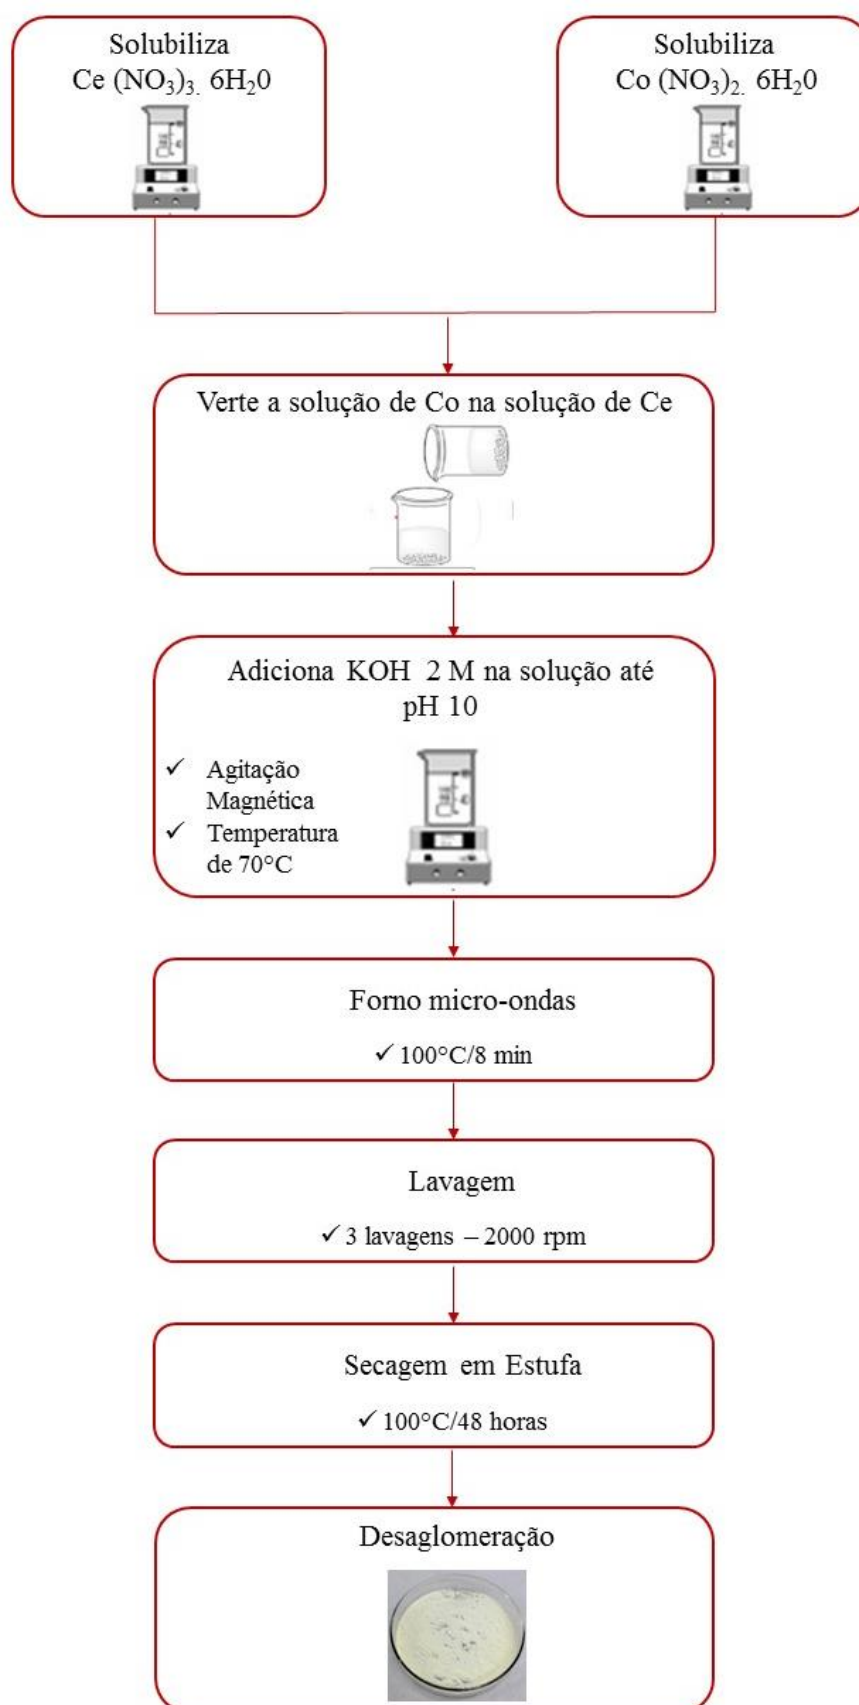 Solubiliza
Ce (NO₃)₃. 6H₂0
Solubiliza
Co (NO₃)₂. 6H₂0
Verte a solução de Co na solução de Ce
Adiciona KOH 2 M na solução até
pH 10
✓ Agitação
Magnética
✓ Temperatura
de 70°C
Forno micro-ondas
✓ 100°C/8 min
Lavagem
✓ 3 lavagens – 2000 rpm
Secagem em Estufa
✓ 100°C/48 horas
Desaglomeração